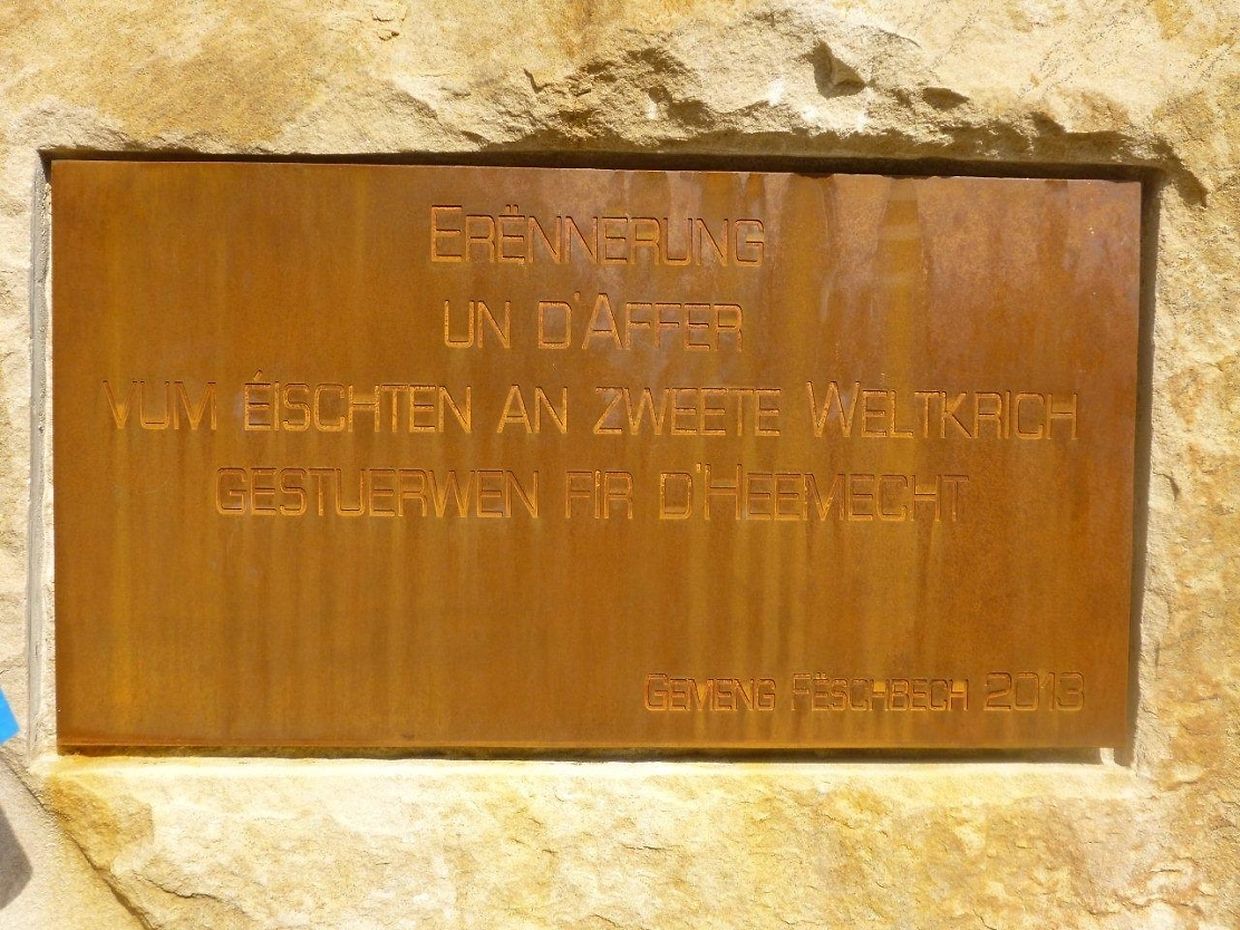 Erënnerung
un d'Affer
vum éischten an zweete Weltkrich
gestuerwen fir d'Heemecht
Gemeng Fëschbech 2013